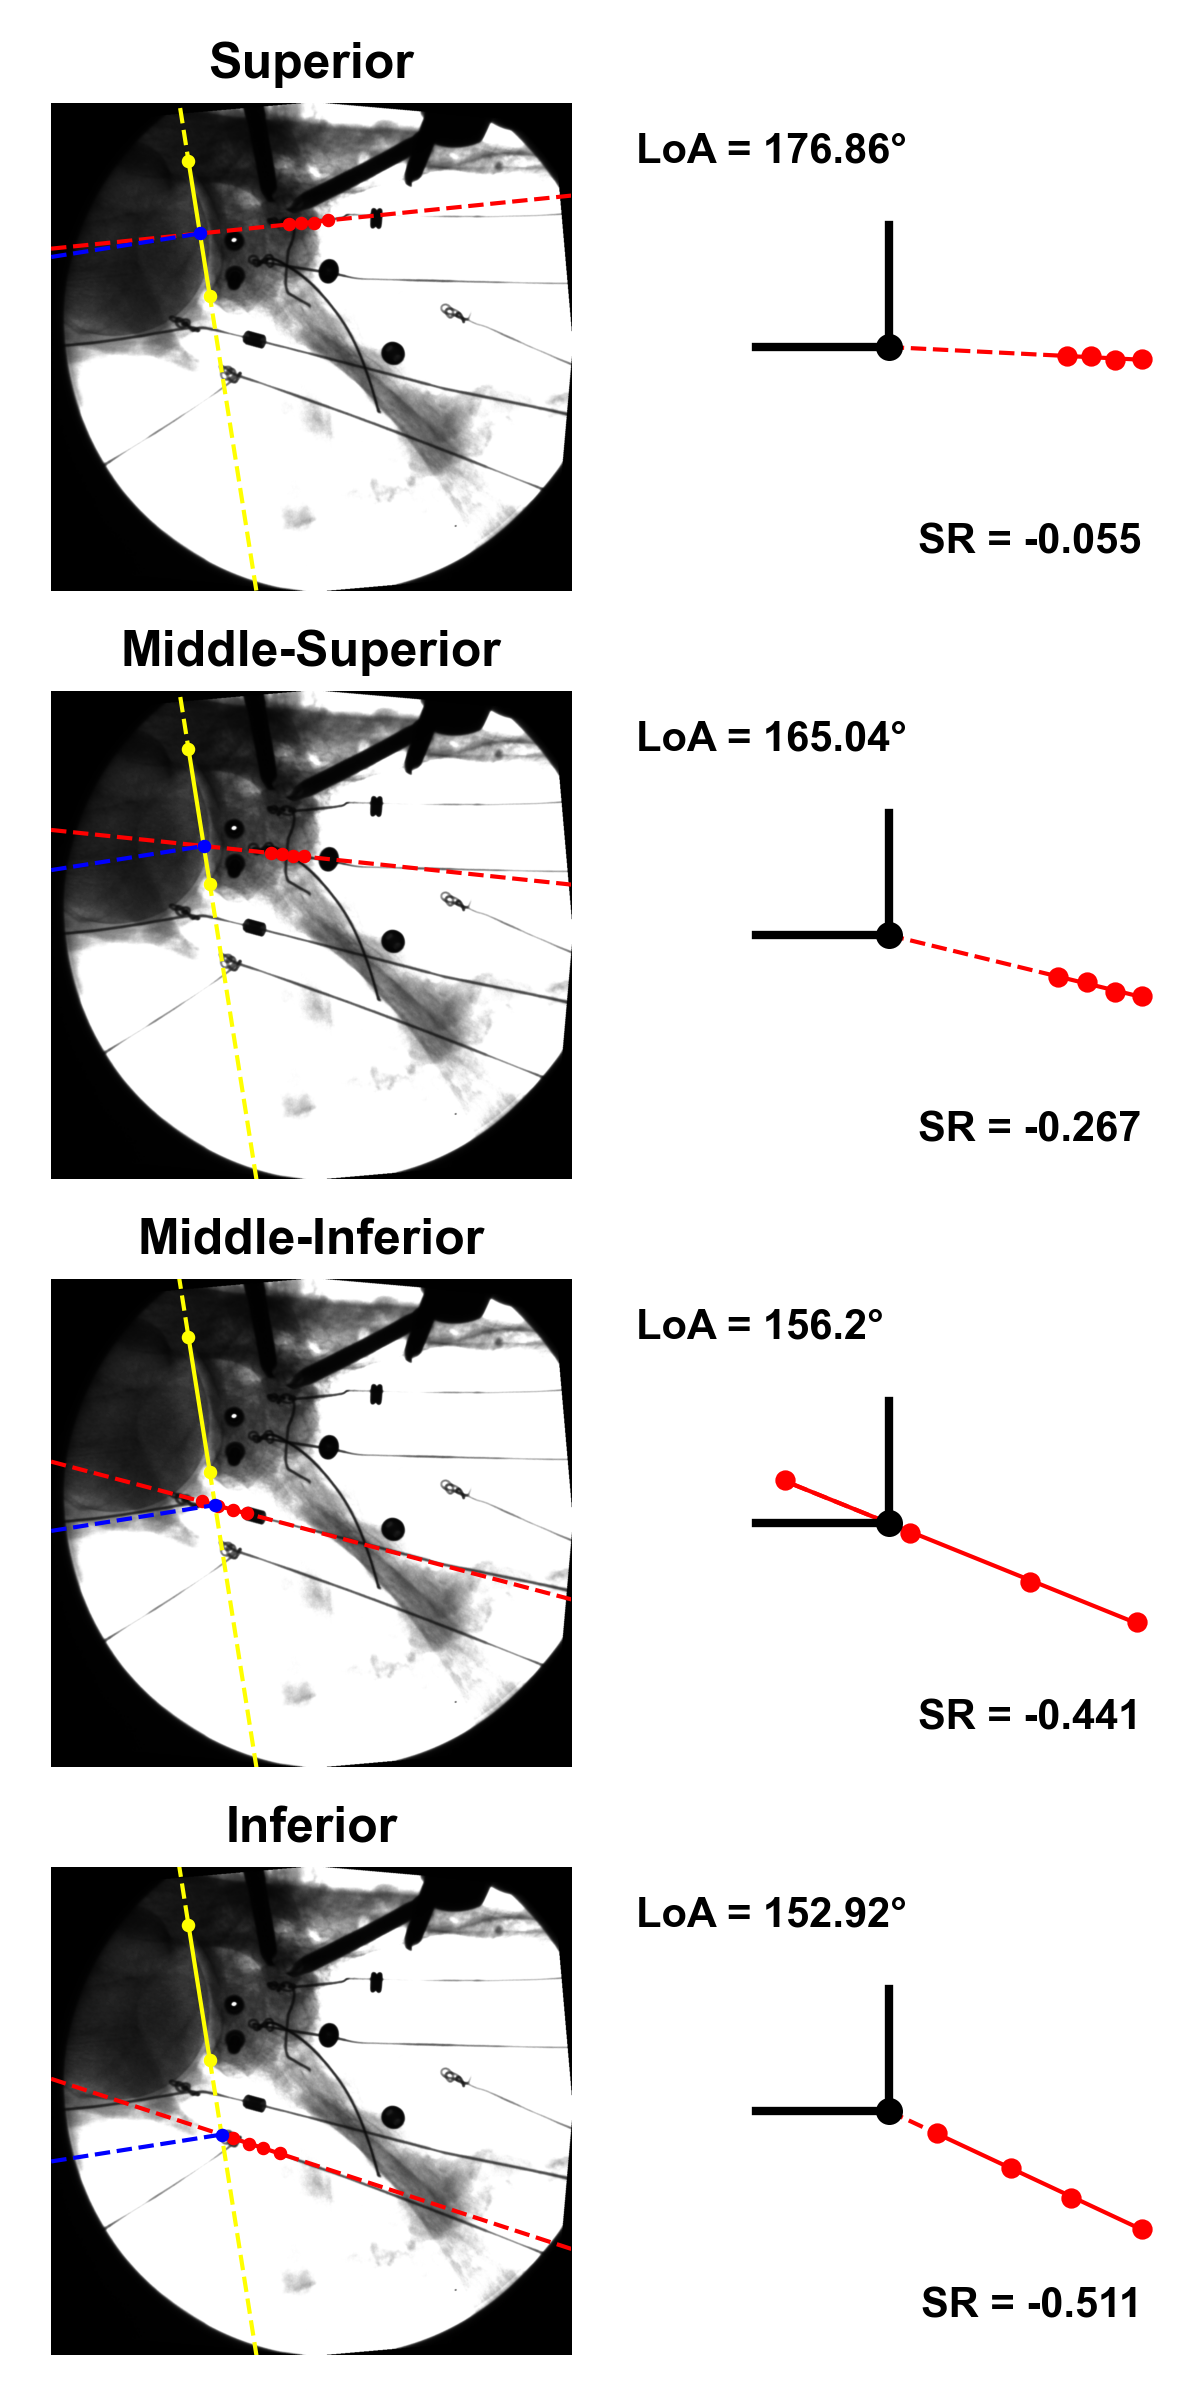 Superior
LoA = 176.86°
SR = -0.055
Middle-Superior
LoA = 165.04°
SR = -0.267
Middle-Inferior
LoA = 156.2°
SR = -0.441
Inferior
LoA = 152.92°
SR = -0.511